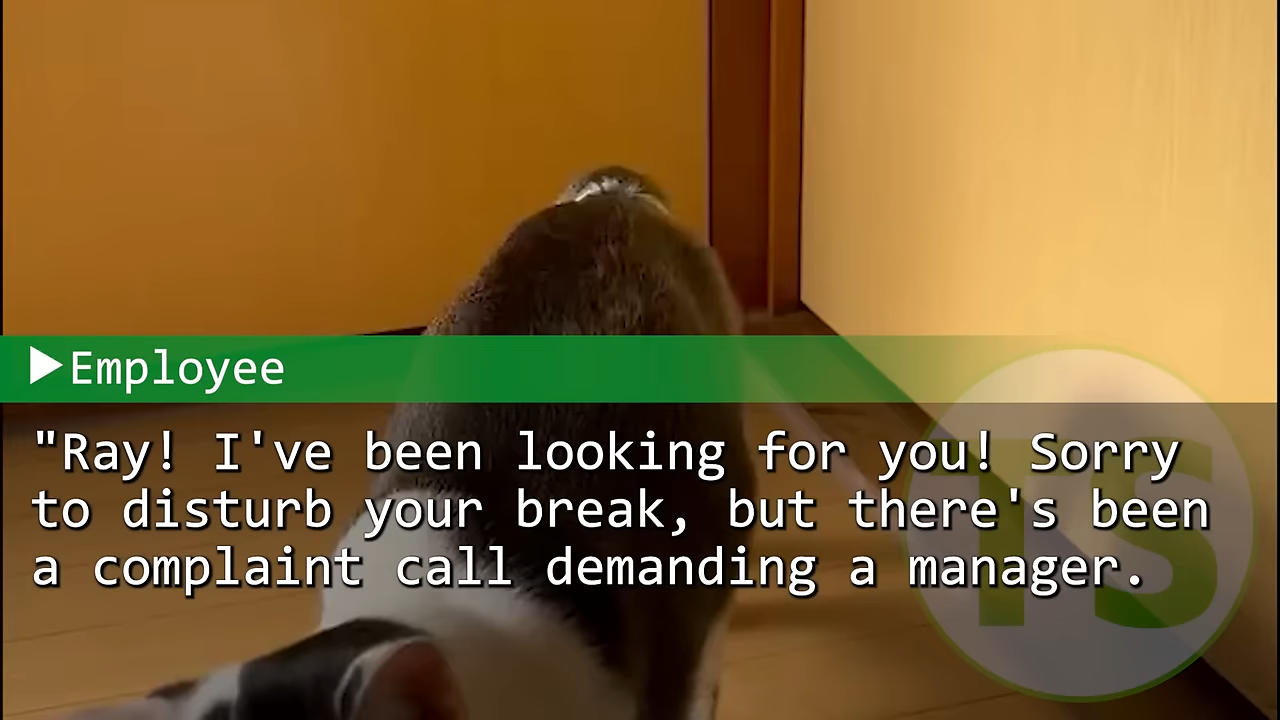 ▶Employee
"Ray! I've been looking for you! Sorry
to disturb your break, but there's been
a complaint call demanding a manager.
TS